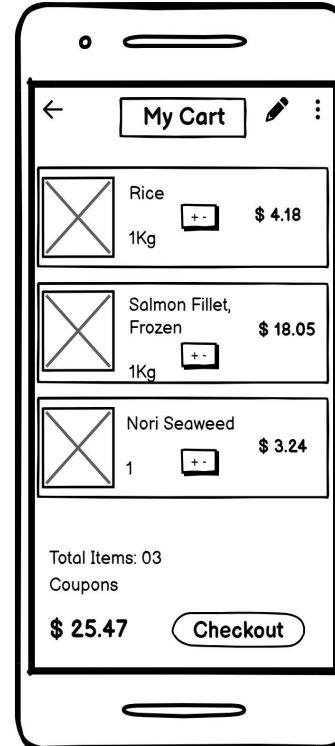 My Cart
Rice
+ -
$ 4.18
1Kg
Salmon Fillet,
Frozen
$ 18.05
+ -
1Kg
Nori Seaweed
$ 3.24
1
+ -
Total Items: 03
Coupons
$ 25.47
Checkout